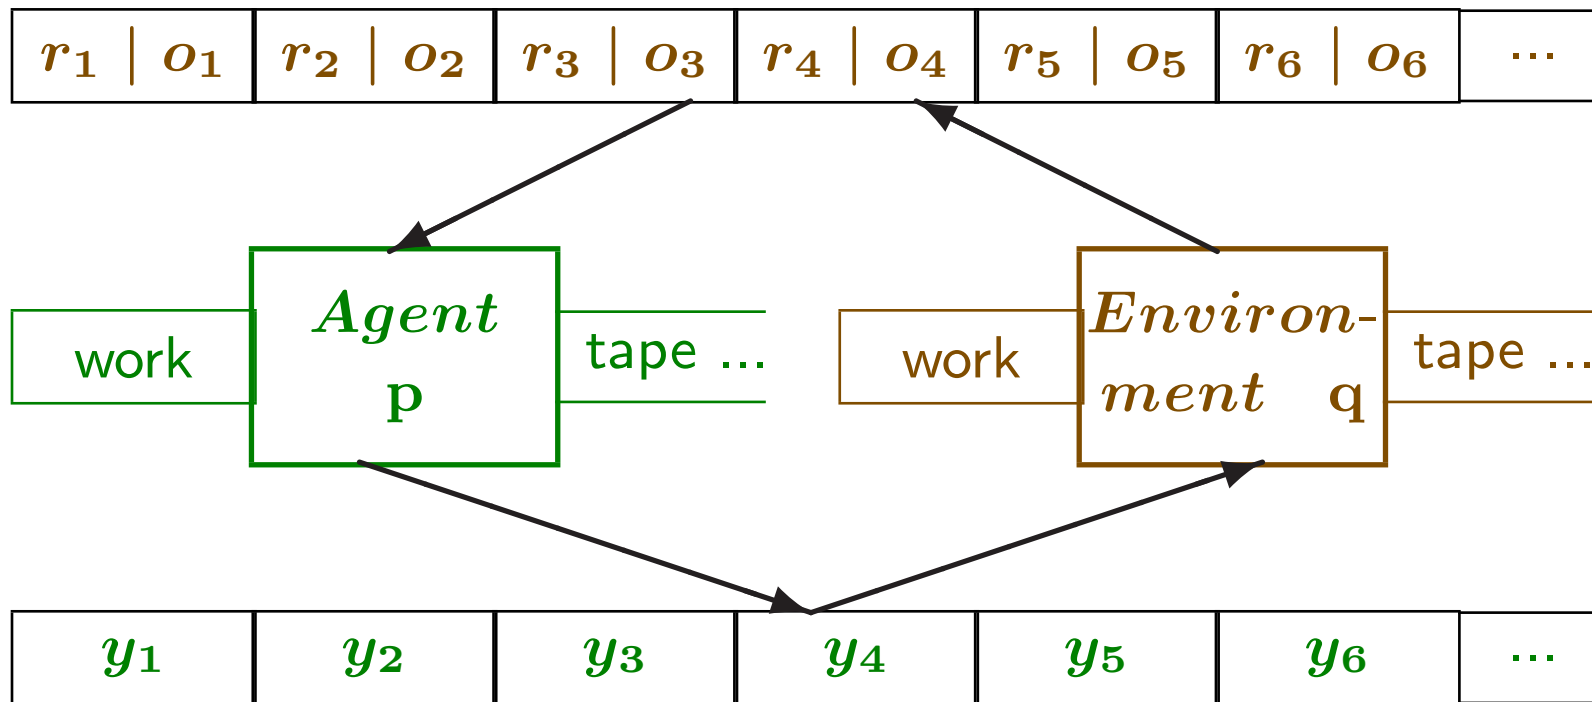 r₁ | o₁ r₂ | o₂ r₃ | o₃ r₄ | o₄ r₅ | o₅ r₆ | o₆ ...
work Agent p tape ...
work Environ-ment q tape ...
y₁ y₂ y₃ y₄ y₅ y₆ ...